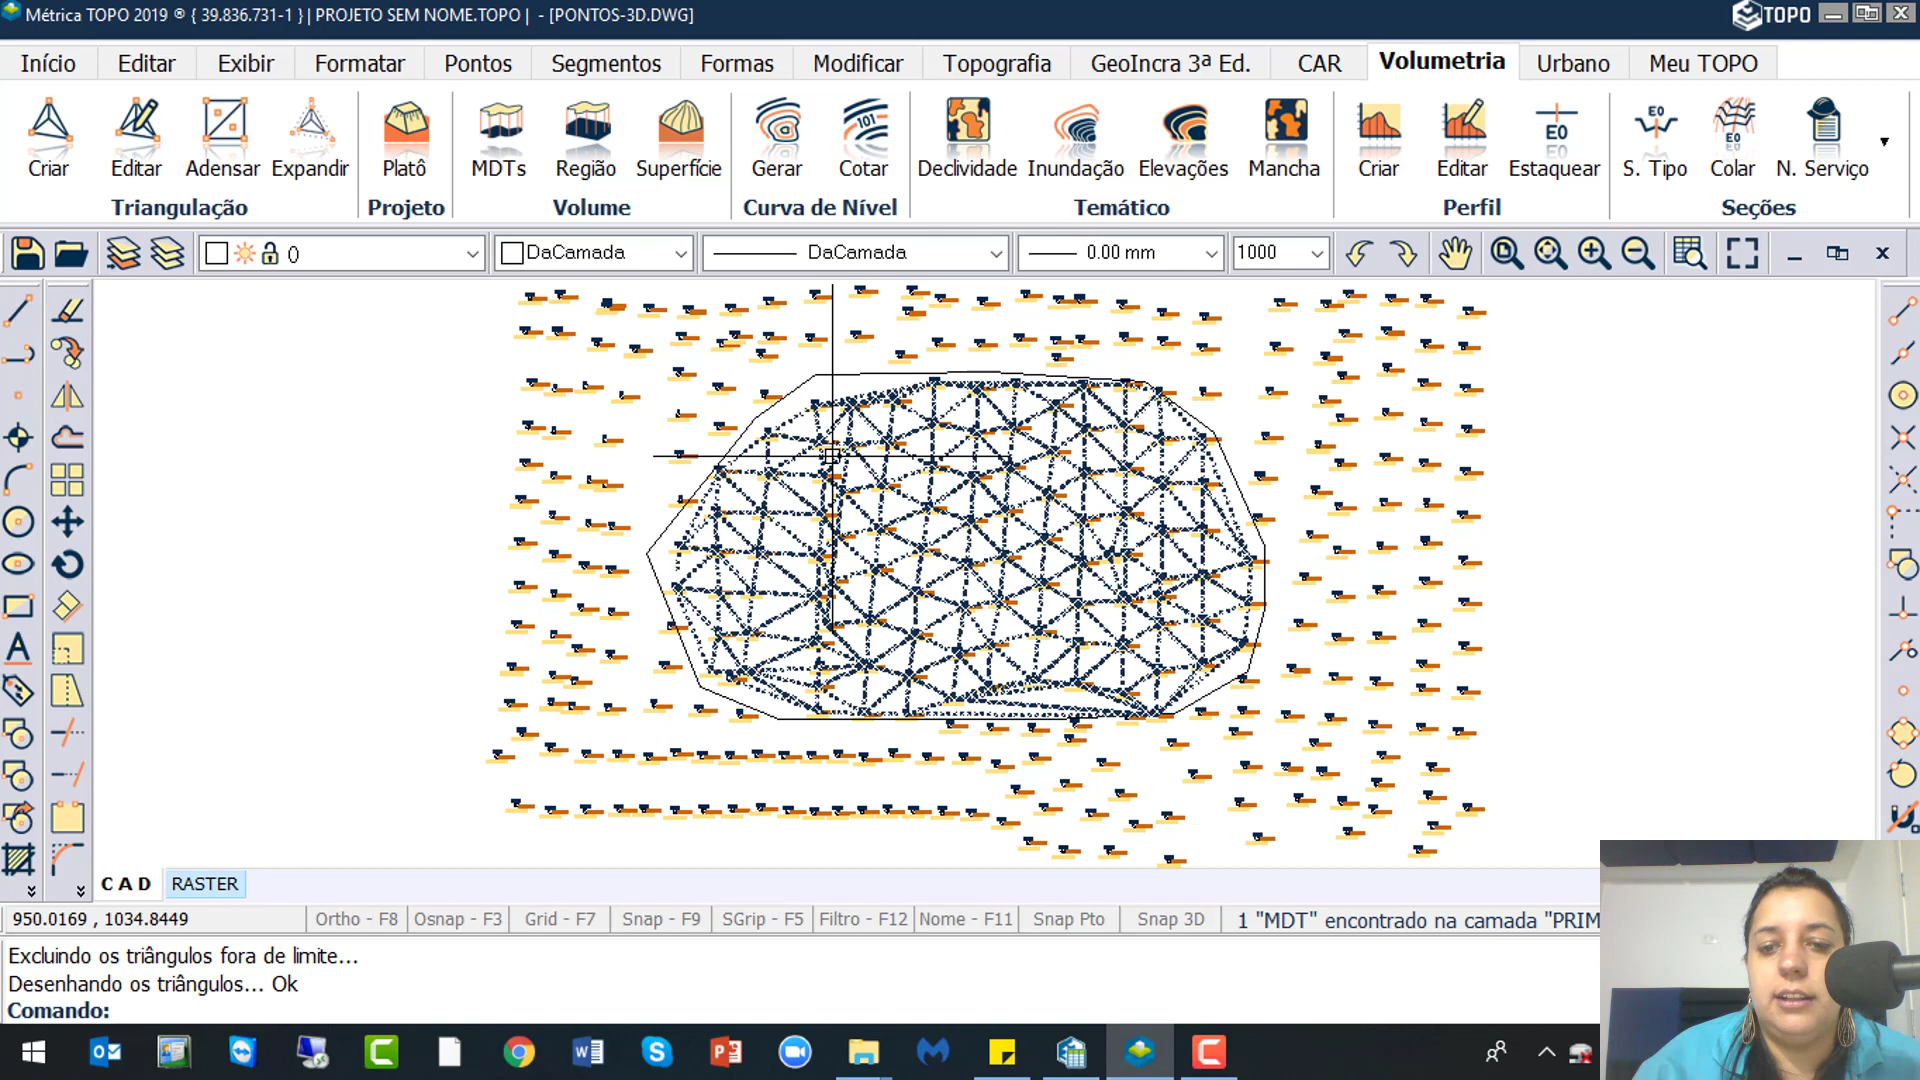 Métrica TOPO 2019 ® { 39.836.731-1 } | PROJETO SEM NOME.TOPO | - [PONTOS-3D.DWG]
TOPO
Início Editar Exibir Formatar Pontos Segmentos Formas Modificar Topografia GeoIncra 3ª Ed. CAR Volumetria Urbano Meu TOPO
101 E0 E0 E0
Criar Editar Adensar Expandir Platô MDTs Região Superfície Gerar Cotar Declividade Inundação Elevações Mancha Criar Editar Estaquear S. Tipo Colar N. Serviço
Triangulação Projeto Volume Curva de Nível Temático Perfil Seções
0 DaCamada DaCamada 0.00 mm 1000
A
CAD RASTER
950.0169 , 1034.8449 Ortho - F8 Osnap - F3 Grid - F7 Snap - F9 SGrip - F5 Filtro - F12 Nome - F11 Snap Pto Snap 3D 1 "MDT" encontrado na camada "PRIM
Excluindo os triângulos fora de limite...
Desenhando os triângulos... Ok
Comando: